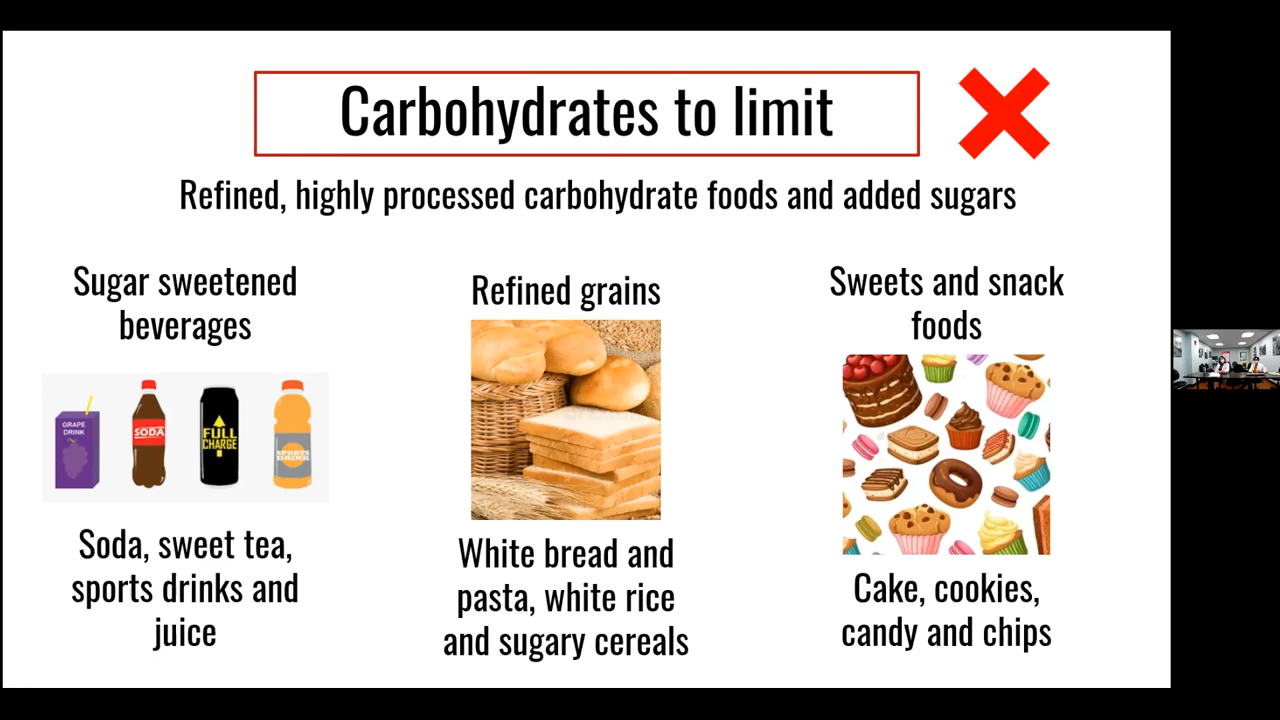 Carbohydrates to limit
Refined, highly processed carbohydrate foods and added sugars
Sugar sweetened
beverages
GRAPE
DRINK
SODA
FULL
CHARGE
SPORTS
DRINK
Soda, sweet tea,
sports drinks and
juice
Refined grains
White bread and
pasta, white rice
and sugary cereals
Sweets and snack
foods
Cake, cookies,
candy and chips